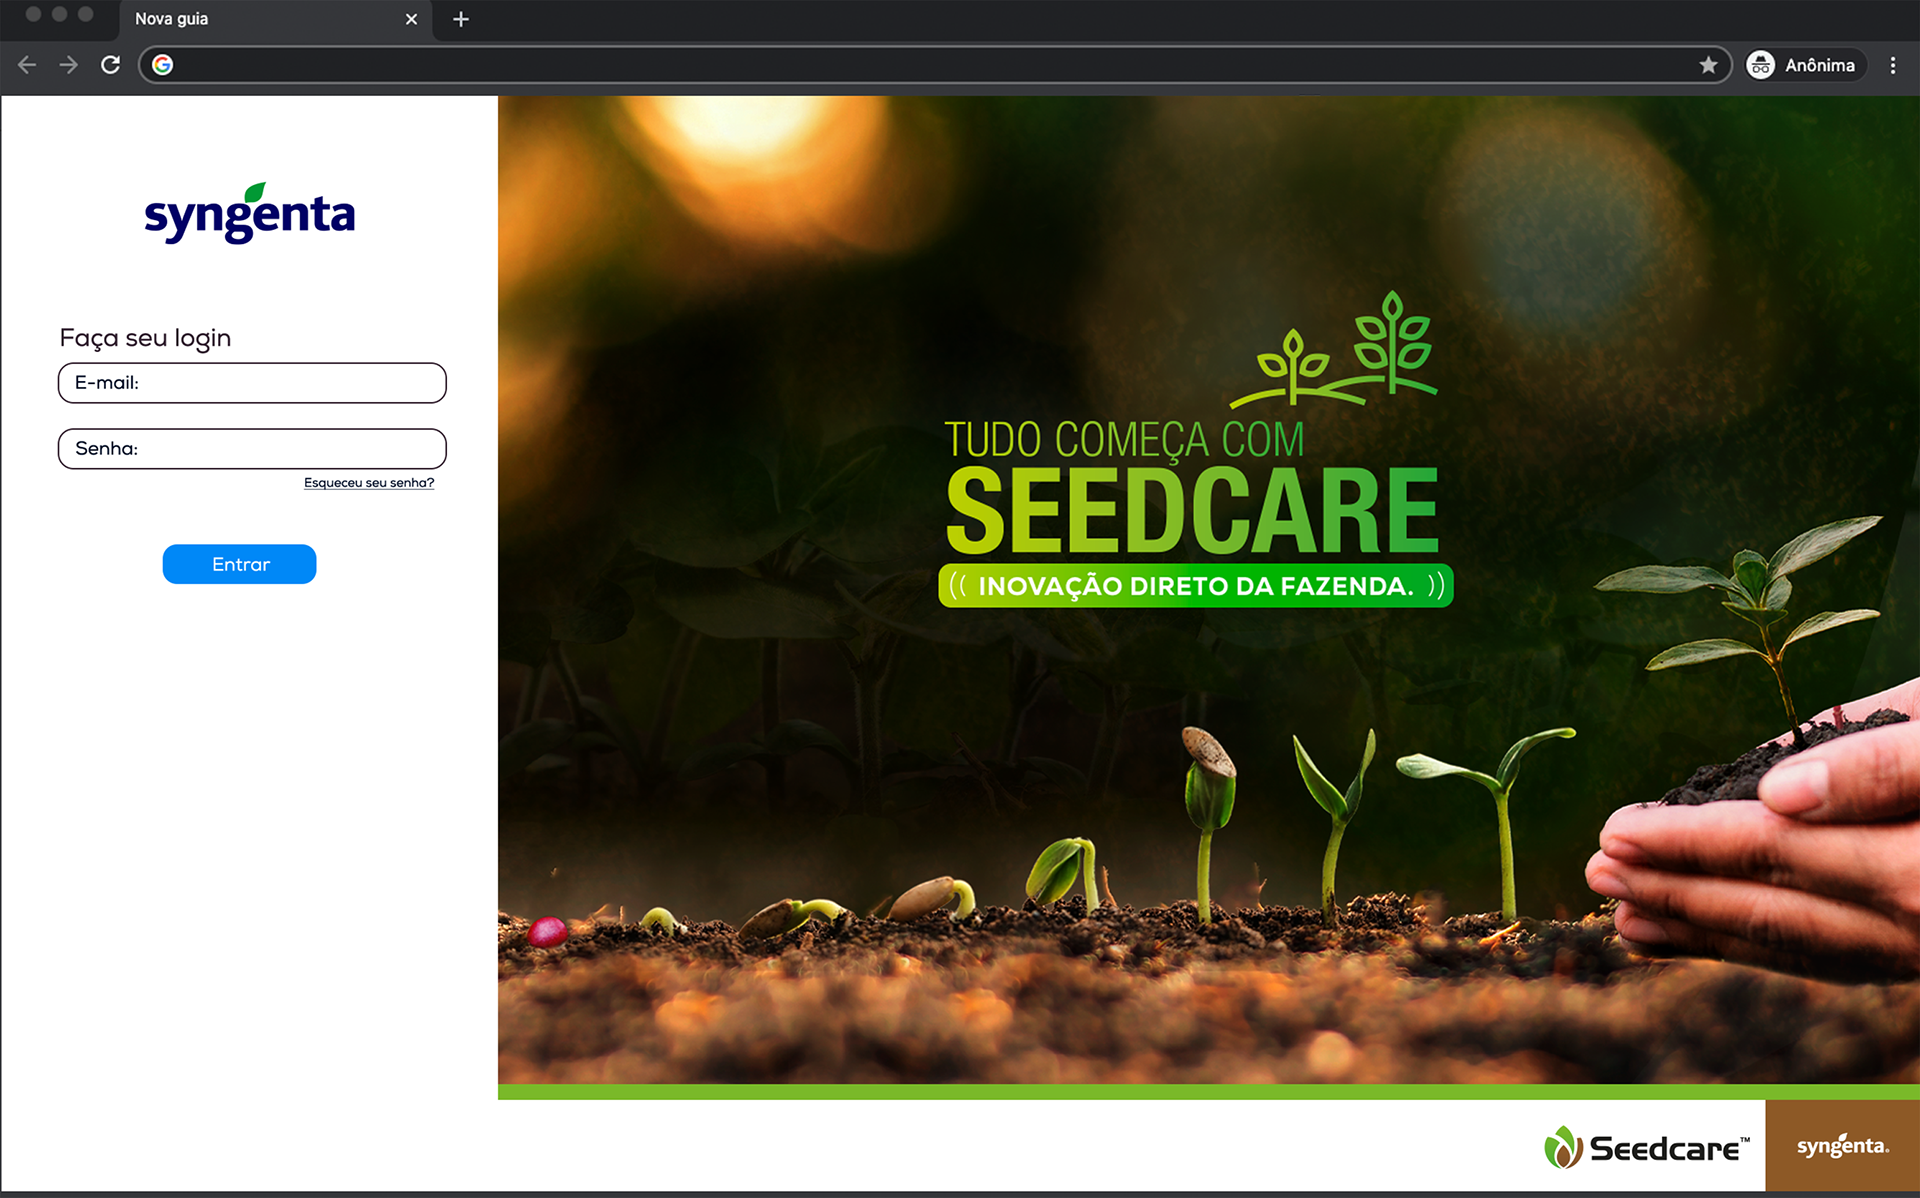 Nova guia
Anônima
syngenta
Faça seu login
E-mail:
Senha:
Esqueceu seu senha?
Entrar
TUDO COMEÇA COM
SEEDCARE
(( INOVAÇÃO DIRETO DA FAZENDA. ))
Seedcare™
syngenta.